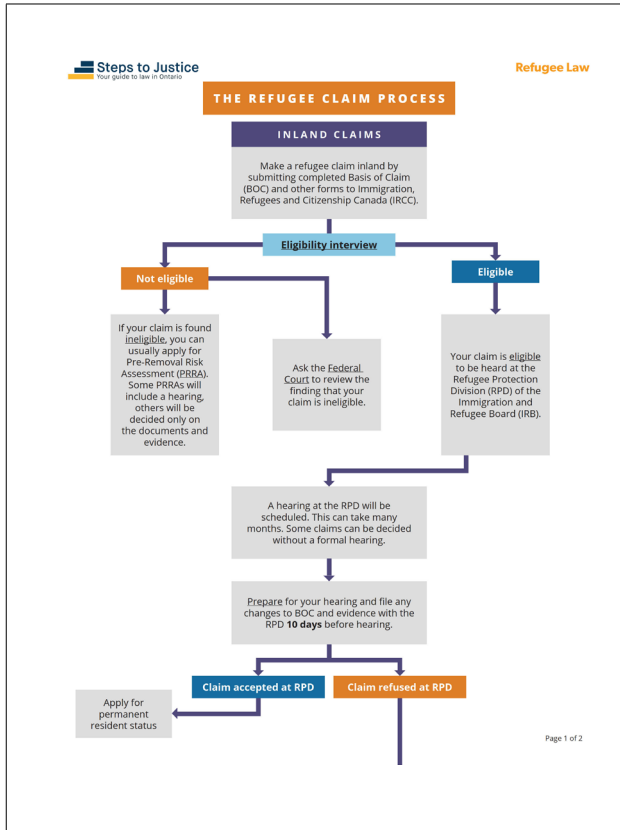 Steps to Justice
Your guide to law in Ontario
Refugee Law
THE REFUGEE CLAIM PROCESS
INLAND CLAIMS
Make a refugee claim inland by
submitting completed Basis of Claim
(BOC) and other forms to Immigration,
Refugees and Citizenship Canada (IRCC).
Eligibility interview
Not eligible
Eligible
If your claim is found
ineligible, you can
usually apply for
Pre-Removal Risk
Assessment (PRRA).
Some PRRAs will
include a hearing,
others will be
decided only on
the documents and
evidence.
Ask the Federal
Court to review the
finding that your
claim is ineligible.
Your claim is eligible
to be heard at the
Refugee Protection
Division (RPD) of the
Immigration and
Refugee Board (IRB).
A hearing at the RPD will be
scheduled. This can take many
months. Some claims can be decided
without a formal hearing.
Prepare for your hearing and file any
changes to BOC and evidence with the
RPD 10 days before hearing.
Claim accepted at RPD
Claim refused at RPD
Apply for
permanent
resident status
Page 1 of 2